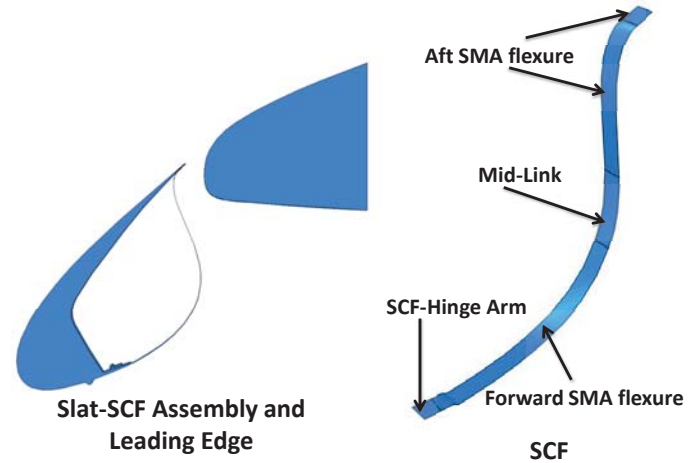 Aft SMA flexure
Mid-Link
SCF-Hinge Arm
Forward SMA flexure
Slat-SCF Assembly and
Leading Edge
SCF